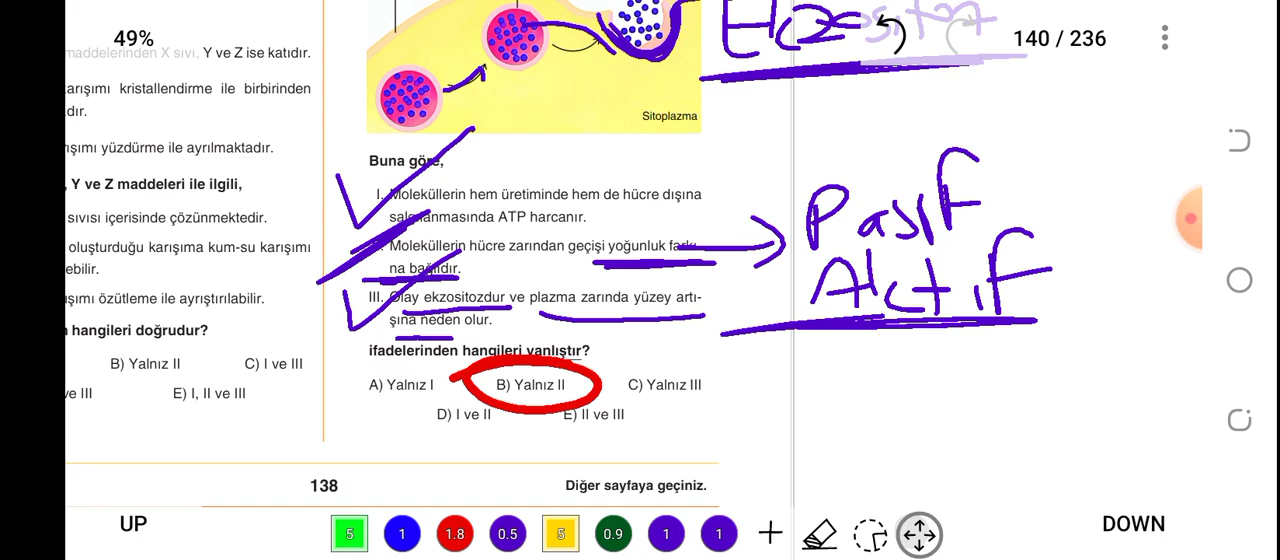 49%
140 / 236
maddelerinden X sıvı, Y ve Z ise katıdır.
karışımı kristallendirme ile birbirinden
dır.
ışımı yüzdürme ile ayrılmaktadır.
, Y ve Z maddeleri ile ilgili,
sıvısı içerisinde çözünmektedir.
oluşturduğu karışıma kum-su karışımı
ebilir.
ışımı özütleme ile ayrıştırılabilir.
hangileri doğrudur?
B) Yalnız II C) I ve III
ve III E) I, II ve III
Sitoplazma
Buna göre,
I. Moleküllerin hem üretiminde hem de hücre dışına
salgılanmasında ATP harcanır.
Moleküllerin hücre zarından geçişi yoğunluk farkı-
na bağlıdır.
III. Olay ekzositozdur ve plazma zarında yüzey artı-
şına neden olur.
ifadelerinden hangileri yanlıştır?
A) Yalnız I B) Yalnız II C) Yalnız III
D) I ve II E) II ve III
Pasif
Aktif
138
Diğer sayfaya geçiniz.
UP
5 1 1.8 0.5 5 0.9 1 1
DOWN